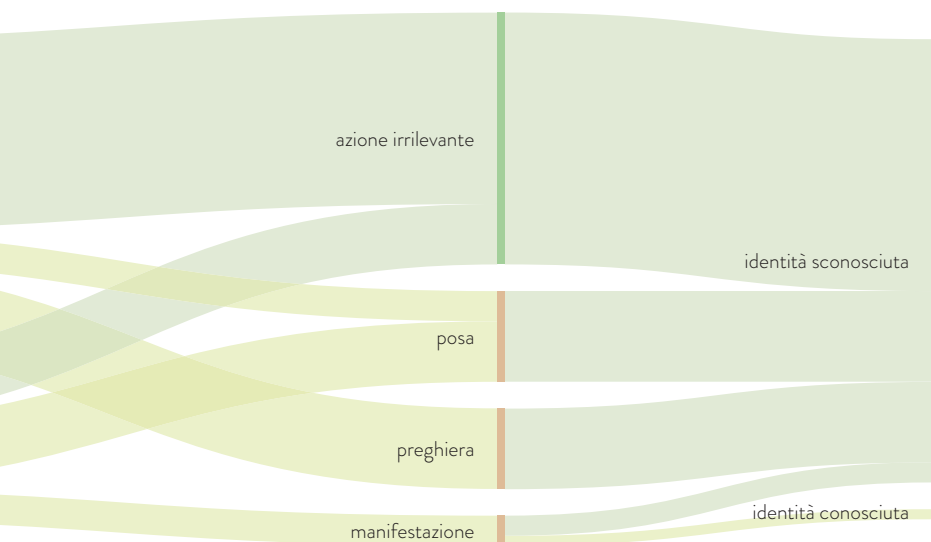 azione irrilevante
identità sconosciuta
posa
preghiera
identità conosciuta
manifestazione